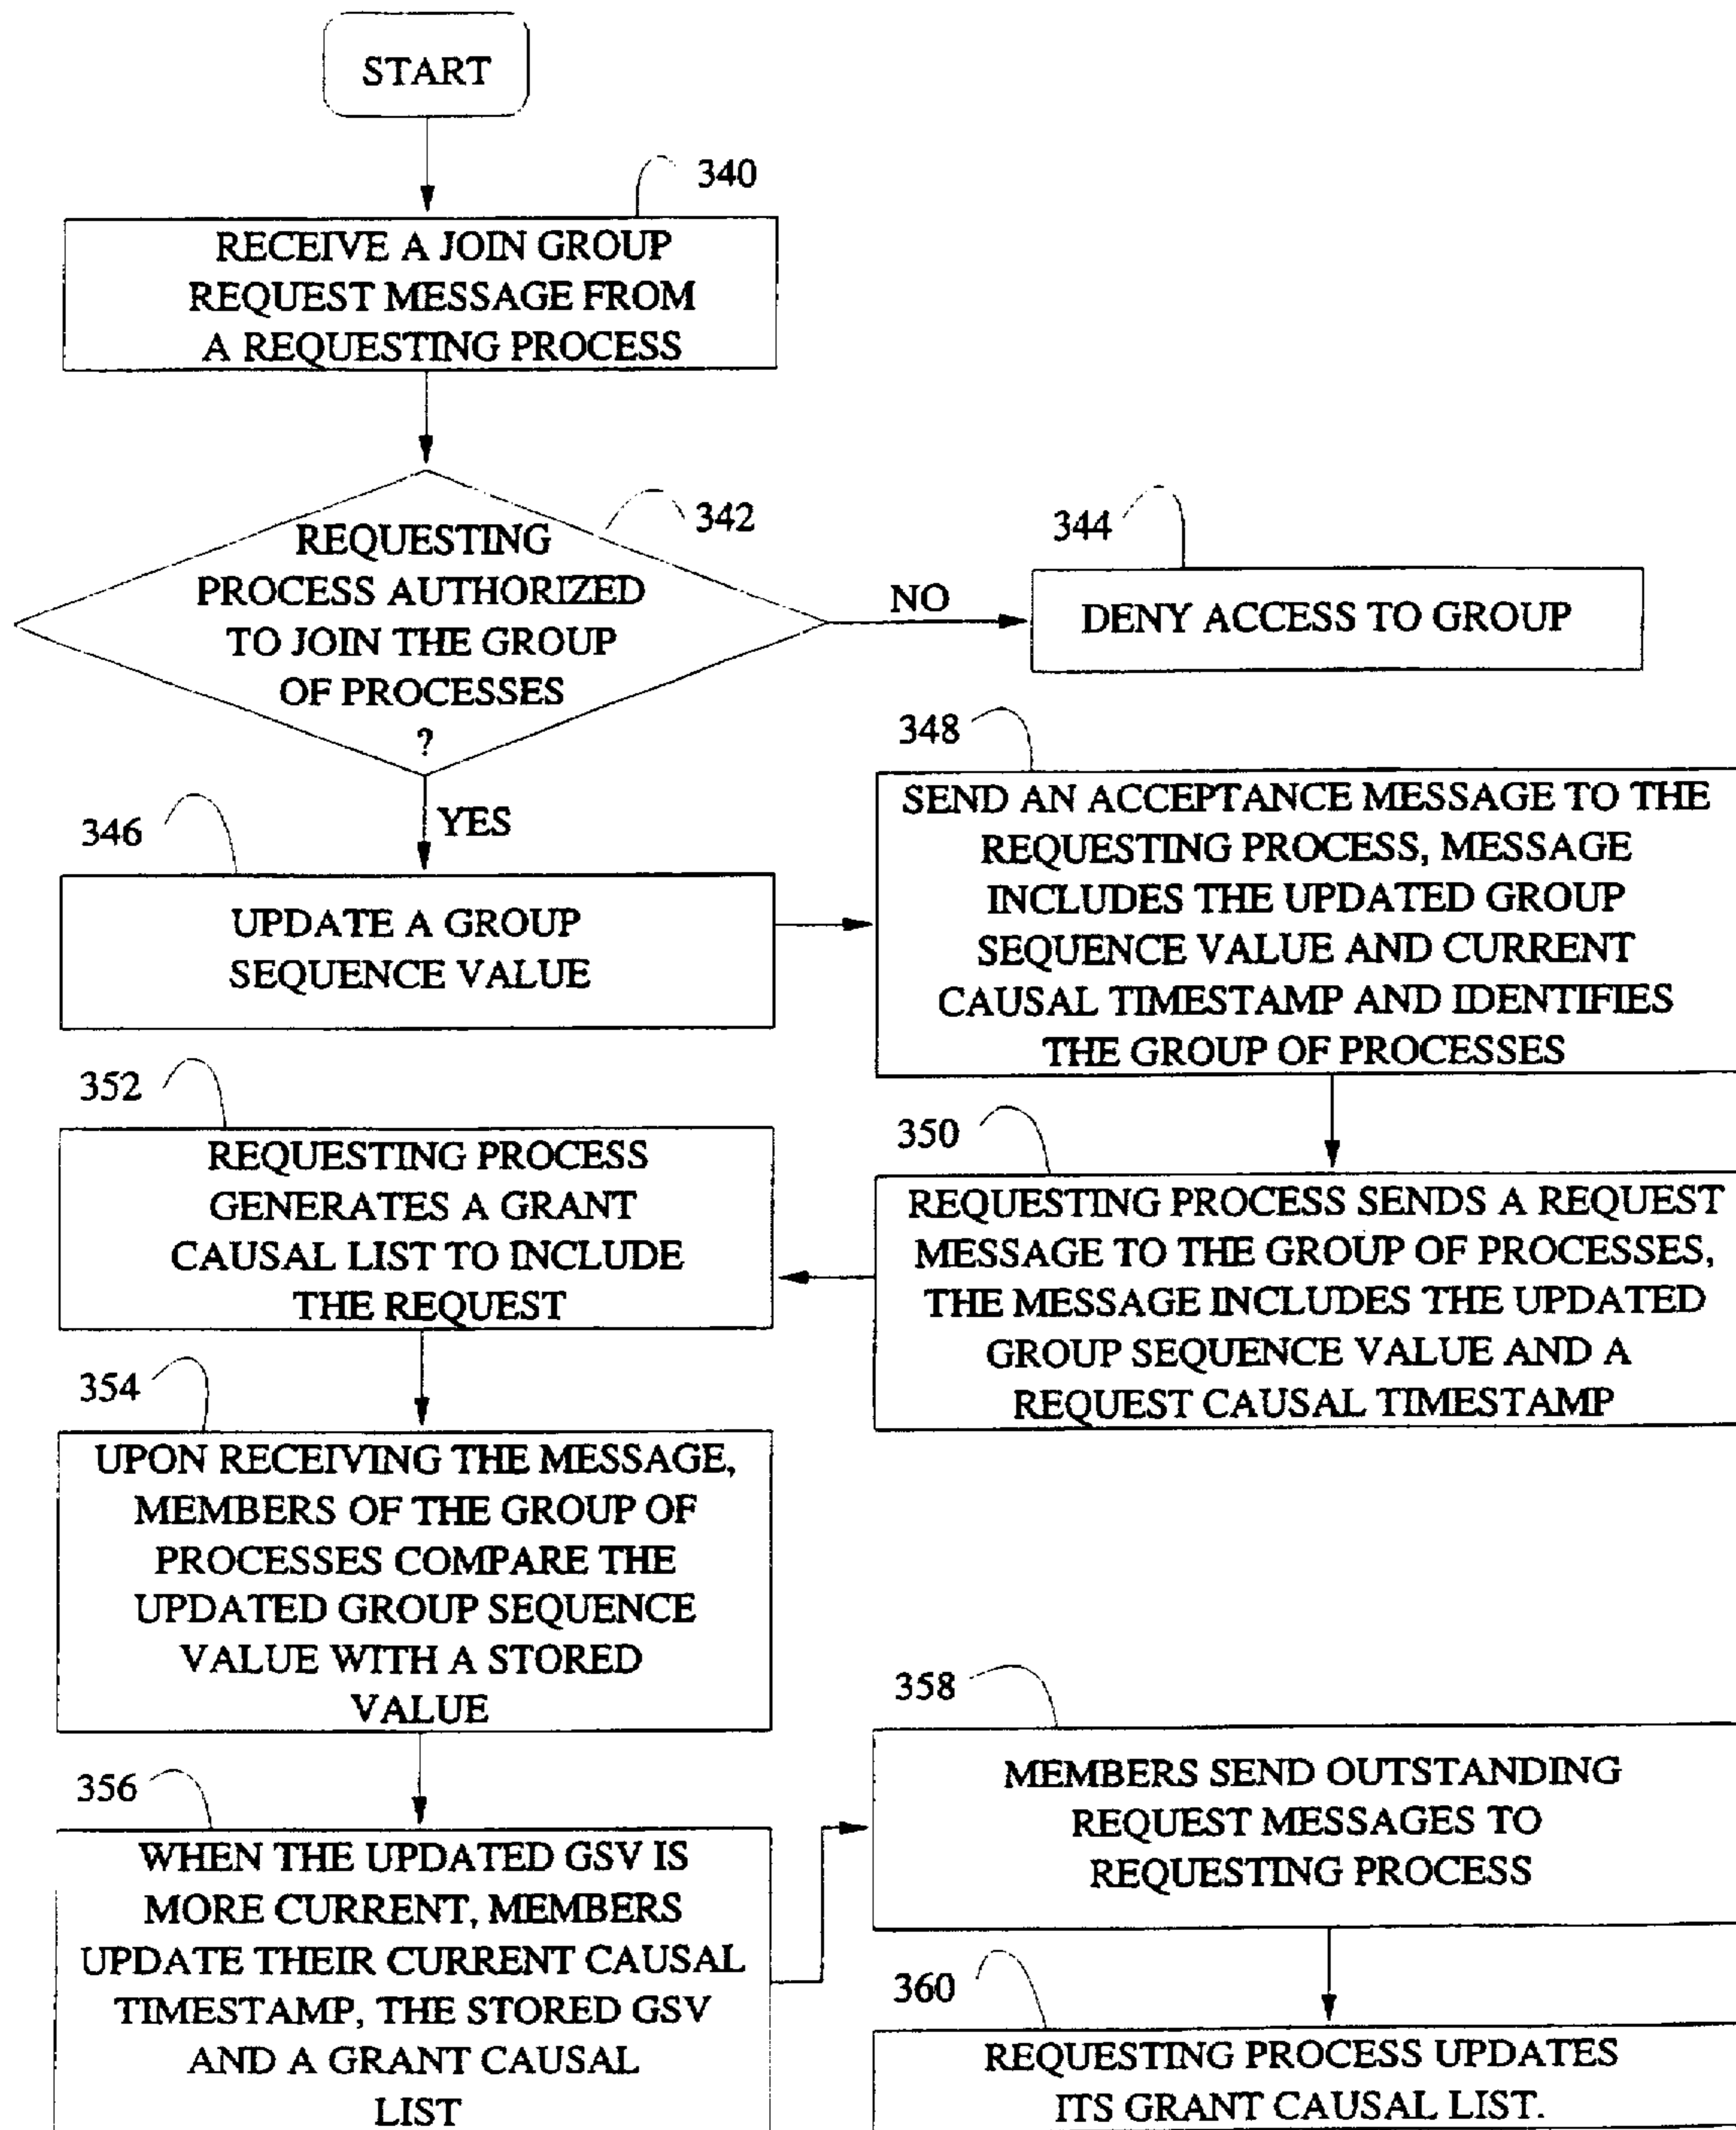 START
340
RECEIVE A JOIN GROUP
REQUEST MESSAGE FROM
A REQUESTING PROCESS
342
REQUESTING
PROCESS AUTHORIZED
TO JOIN THE GROUP
OF PROCESSES
?
NO
344
DENY ACCESS TO GROUP
YES
346
UPDATE A GROUP
SEQUENCE VALUE
348
SEND AN ACCEPTANCE MESSAGE TO THE
REQUESTING PROCESS, MESSAGE
INCLUDES THE UPDATED GROUP
SEQUENCE VALUE AND CURRENT
CAUSAL TIMESTAMP AND IDENTIFIES
THE GROUP OF PROCESSES
350
REQUESTING PROCESS SENDS A REQUEST
MESSAGE TO THE GROUP OF PROCESSES,
THE MESSAGE INCLUDES THE UPDATED
GROUP SEQUENCE VALUE AND A
REQUEST CAUSAL TIMESTAMP
352
REQUESTING PROCESS
GENERATES A GRANT
CAUSAL LIST TO INCLUDE
THE REQUEST
354
UPON RECEIVING THE MESSAGE,
MEMBERS OF THE GROUP OF
PROCESSES COMPARE THE
UPDATED GROUP SEQUENCE
VALUE WITH A STORED
VALUE
356
WHEN THE UPDATED GSV IS
MORE CURRENT, MEMBERS
UPDATE THEIR CURRENT CAUSAL
TIMESTAMP, THE STORED GSV
AND A GRANT CAUSAL
LIST
358
MEMBERS SEND OUTSTANDING
REQUEST MESSAGES TO
REQUESTING PROCESS
360
REQUESTING PROCESS UPDATES
ITS GRANT CAUSAL LIST.